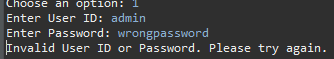 Choose an option: 1
Enter User ID: admin
Enter Password: wrongpassword
Invalid User ID or Password. Please try again.